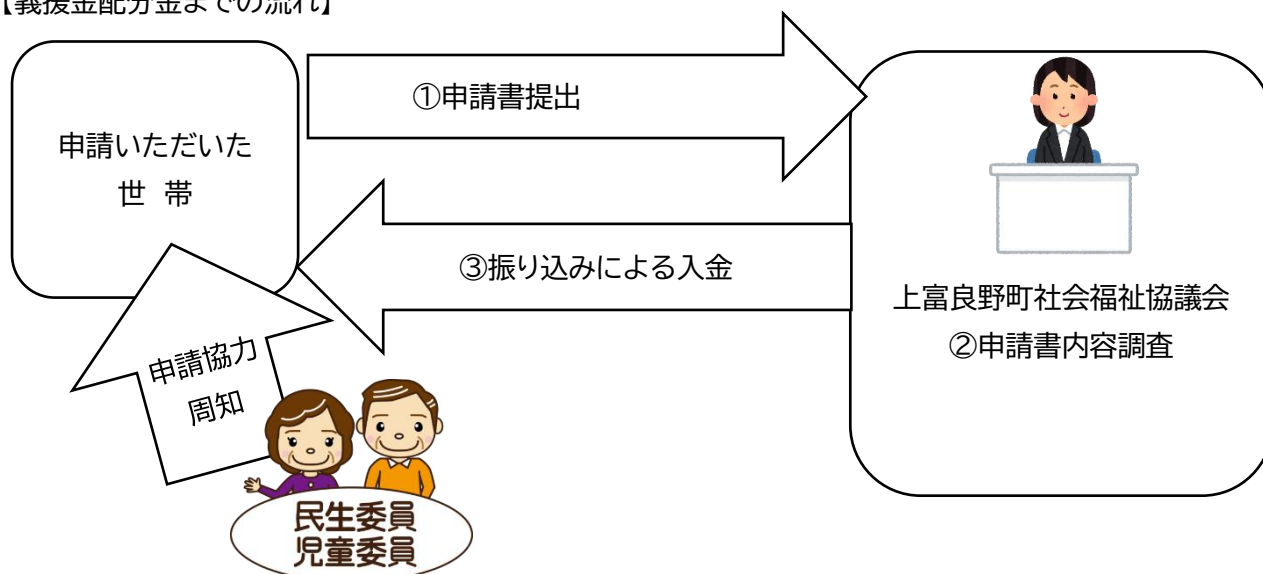 【義援金配分金までの流れ】
①申請書提出
申請いただいた
世 帯
③振り込みによる入金
上富良野町社会福祉協議会
②申請書内容調査
申請協力
周知
民生委員
児童委員